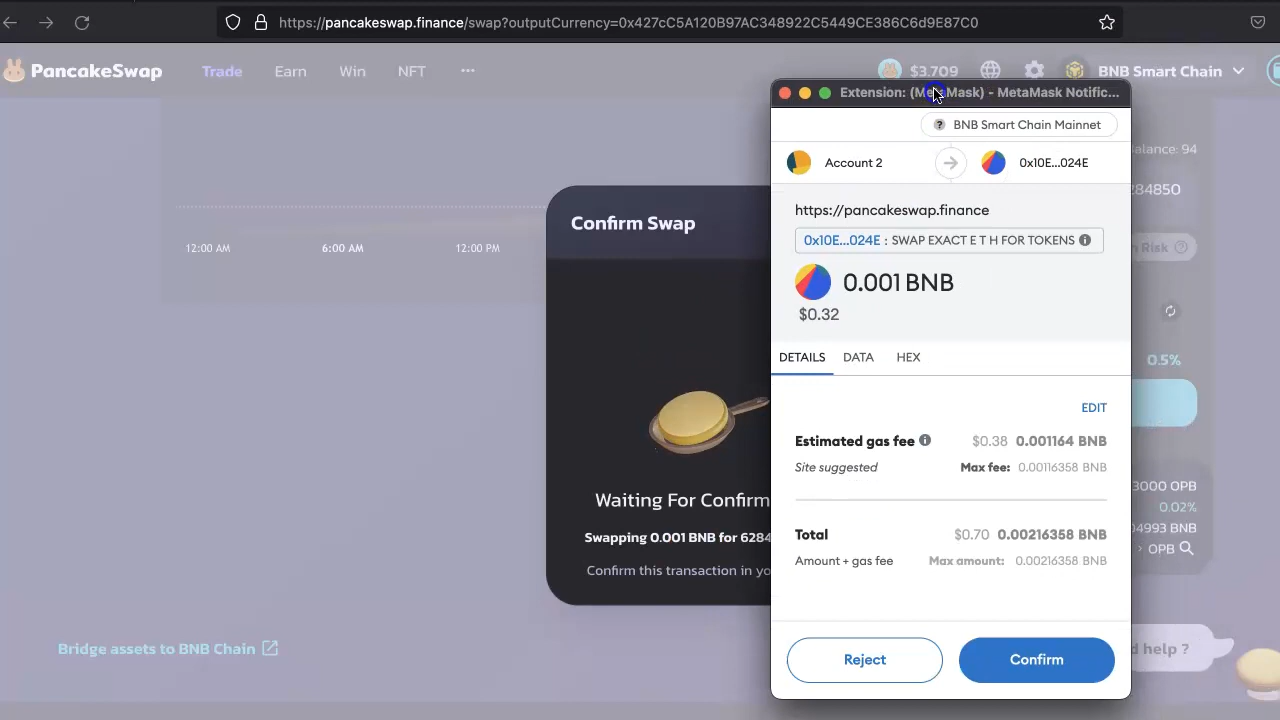 https://pancakeswap.finance/swap?outputCurrency=0x427cC5A120B97AC348922C5449CE386C6d9E87C0
PancakeSwap
Trade
Earn
Win
NFT
$3.709
BNB Smart Chain
Extension: (MetaMask) - MetaMask Notific...
BNB Smart Chain Mainnet
Account 2
0x10E...024E
https://pancakeswap.finance
0x10E...024E : SWAP EXACT E T H FOR TOKENS
0.001 BNB
$0.32
DETAILS
DATA
HEX
EDIT
Estimated gas fee $0.38 0.001164 BNB
Site suggested Max fee: 0.00116358 BNB
Total $0.70 0.00216358 BNB
Amount + gas fee Max amount: 0.00216358 BNB
Reject
Confirm
12:00 AM
6:00 AM
12:00 PM
Confirm Swap
Waiting For Confirm
Swapping 0.001 BNB for 6284
Confirm this transaction in yo
Balance: 94
284850
Risk
0.5%
3000 OPB
0.02%
04993 BNB
> OPB
Bridge assets to BNB Chain
d help ?